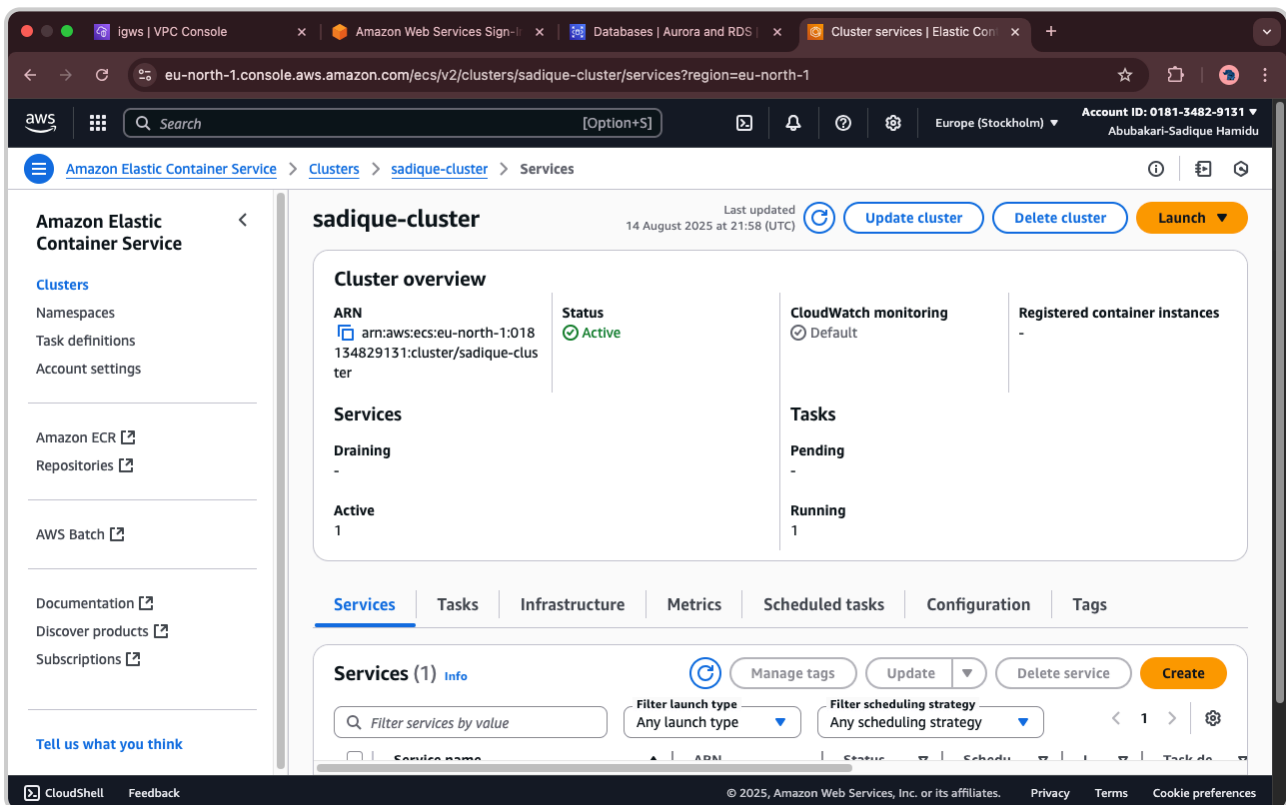 igws | VPC Console
Amazon Web Services Sign-In
Databases | Aurora and RDS |
Cluster services | Elastic Con
eu-north-1.console.aws.amazon.com/ecs/v2/clusters/sadique-cluster/services?region=eu-north-1
aws
Search
[Option+S]
Europe (Stockholm)
Account ID: 0181-3482-9131
Abubakari-Sadique Hamidu
Amazon Elastic Container Service > Clusters > sadique-cluster > Services
Amazon Elastic
Container Service
Clusters
Namespaces
Task definitions
Account settings
Amazon ECR
Repositories
AWS Batch
Documentation
Discover products
Subscriptions
Tell us what you think
sadique-cluster
Last updated
14 August 2025 at 21:58 (UTC)
Update cluster
Delete cluster
Launch
Cluster overview
ARN
arn:aws:ecs:eu-north-1:018
134829131:cluster/sadique-clus
ter
Status
Active
CloudWatch monitoring
Default
Registered container instances
-
Services
Draining
-
Active
1
Tasks
Pending
-
Running
1
Services
Tasks
Infrastructure
Metrics
Scheduled tasks
Configuration
Tags
Services (1) Info
Manage tags
Update
Delete service
Create
Filter services by value
Filter launch type
Any launch type
Filter scheduling strategy
Any scheduling strategy
1
Service name
ARN
Status
Schedu
Task de
CloudShell
Feedback
© 2025, Amazon Web Services, Inc. or its affiliates.
Privacy
Terms
Cookie preferences